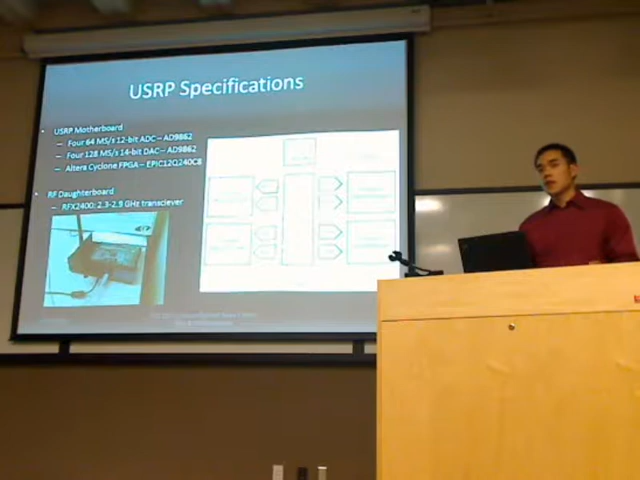 USRP Specifications
• USRP Motherboard
– Four 64 MS/s 12-bit ADC – AD9862
– Four 128 MS/s 14-bit DAC – AD9862
– Altera Cyclone FPGA – EPIC12Q240C8
• RF Daughterboard
– RFX2400: 2.3-2.9 GHz transciever